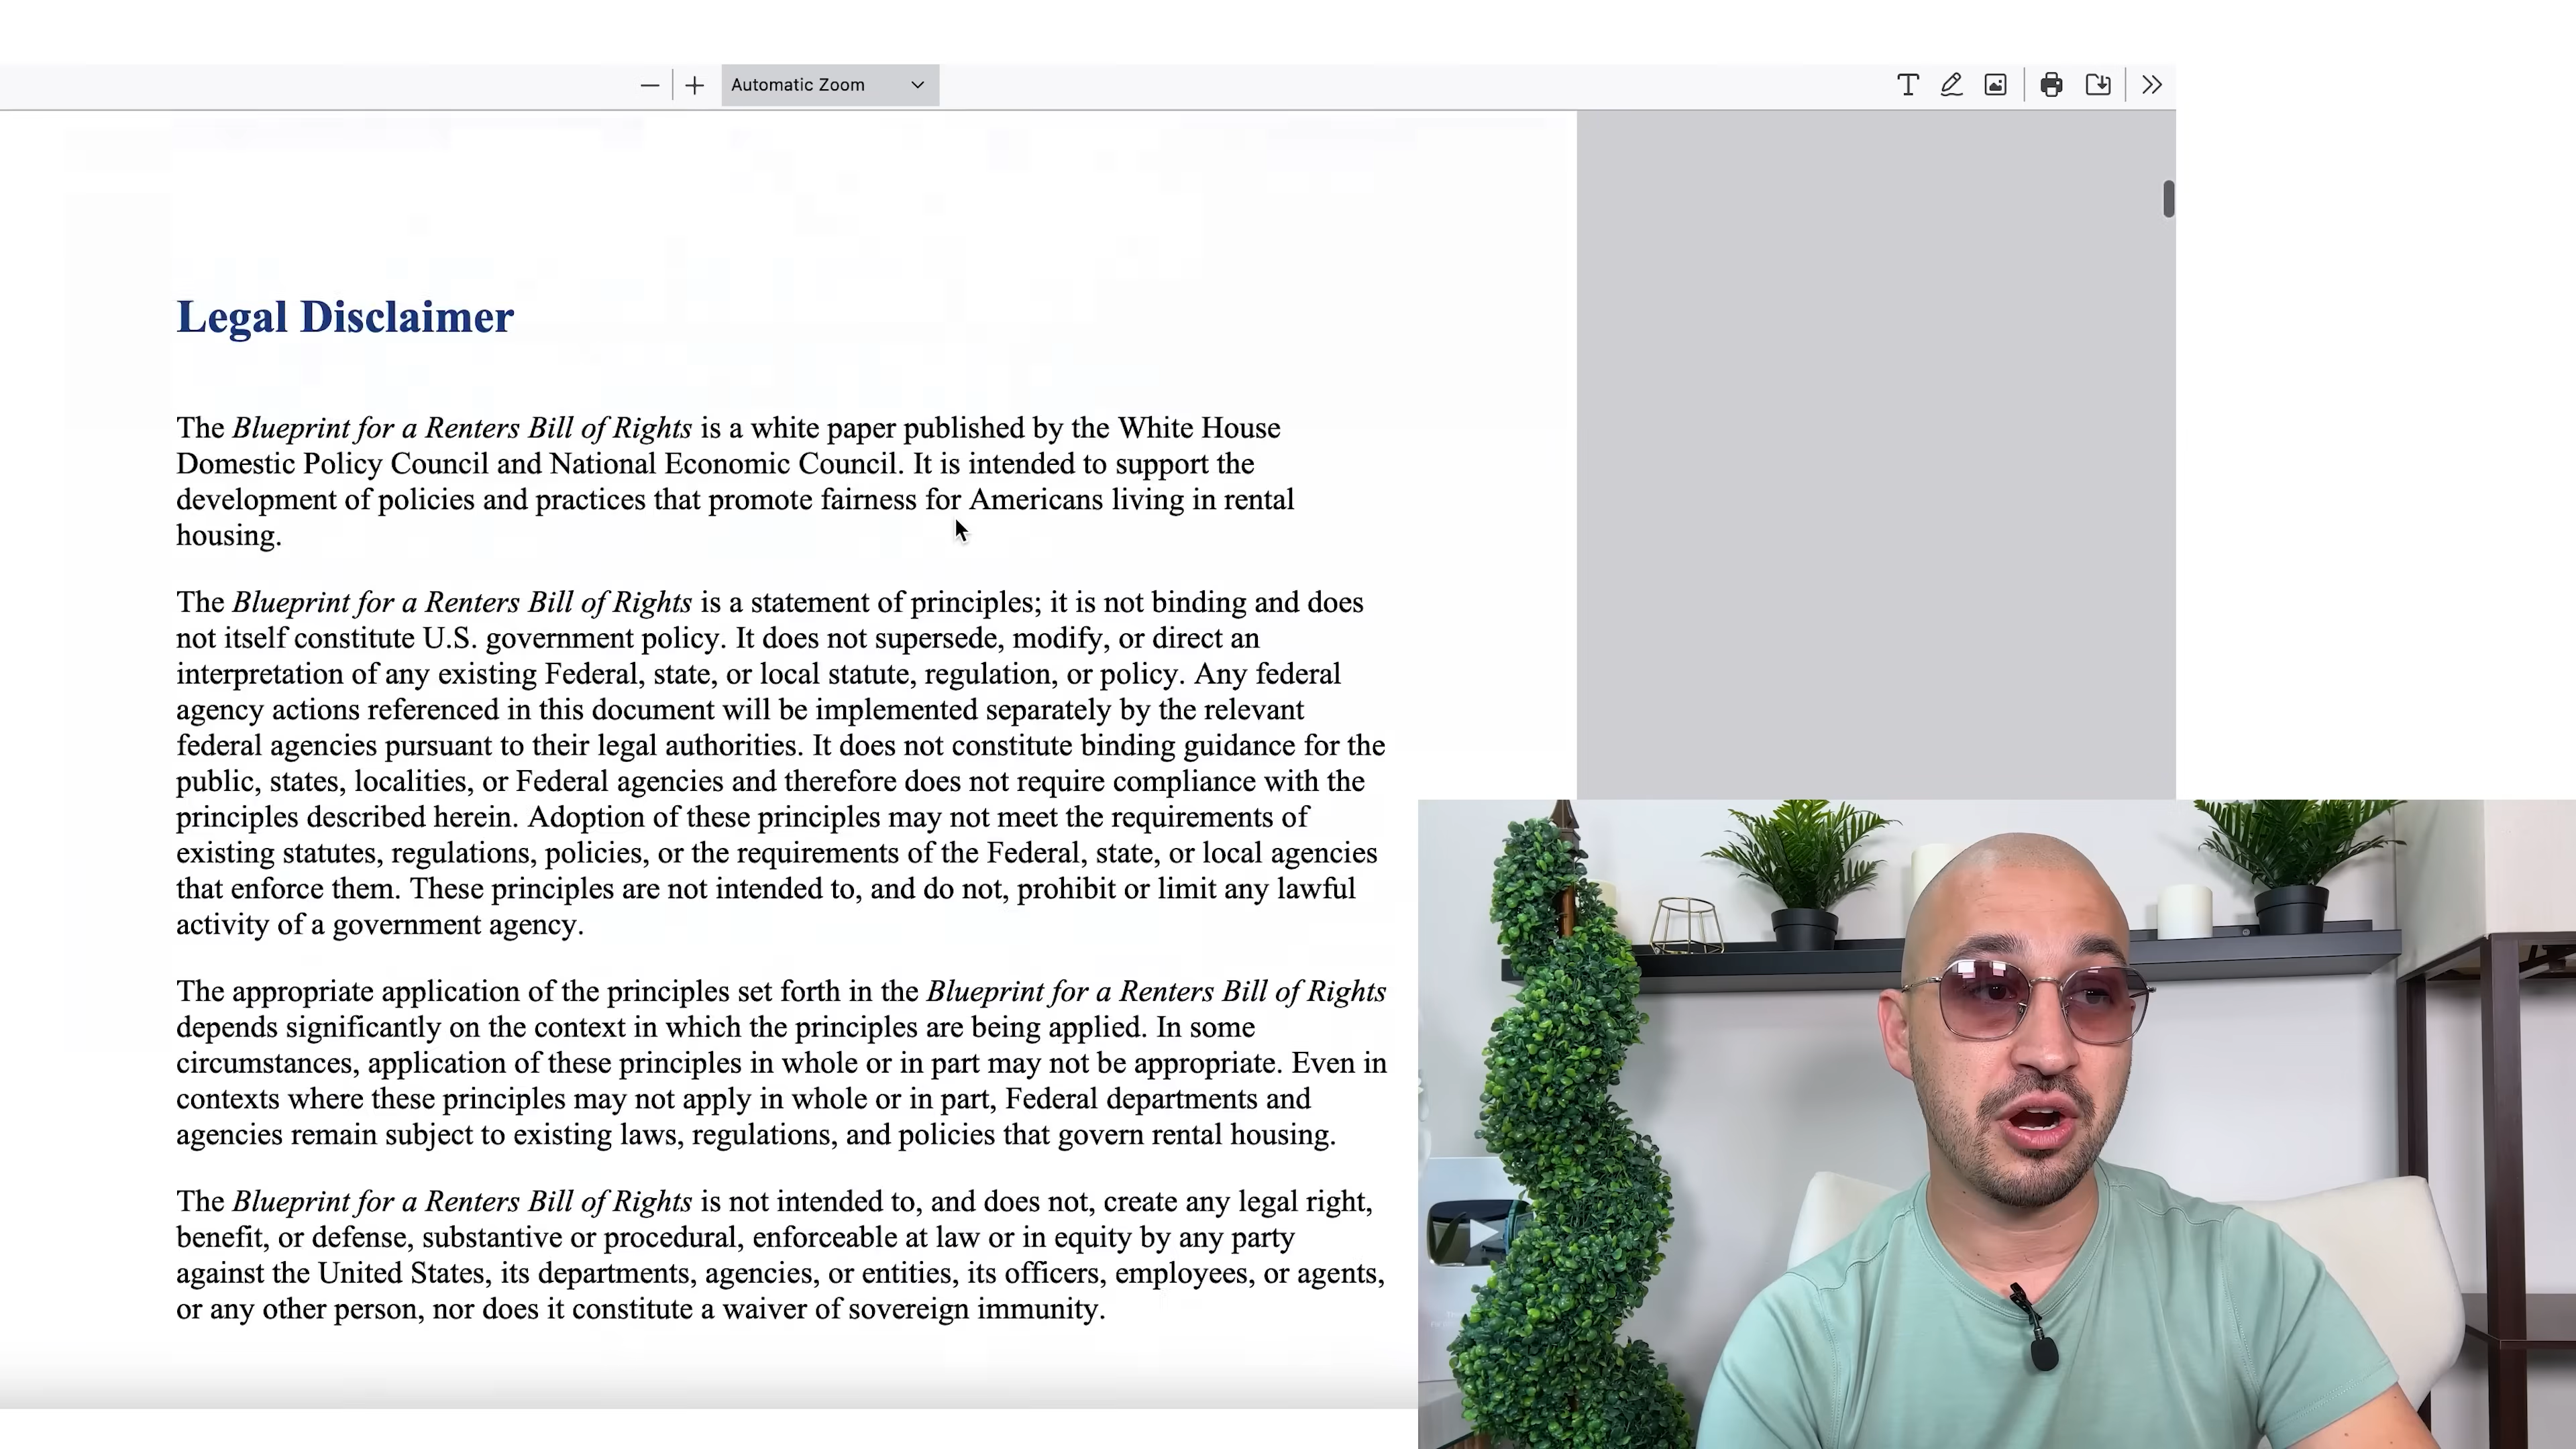 Automatic Zoom
Legal Disclaimer
The Blueprint for a Renters Bill of Rights is a white paper published by the White House
Domestic Policy Council and National Economic Council. It is intended to support the
development of policies and practices that promote fairness for Americans living in rental
housing.
The Blueprint for a Renters Bill of Rights is a statement of principles; it is not binding and does
not itself constitute U.S. government policy. It does not supersede, modify, or direct an
interpretation of any existing Federal, state, or local statute, regulation, or policy. Any federal
agency actions referenced in this document will be implemented separately by the relevant
federal agencies pursuant to their legal authorities. It does not constitute binding guidance for the
public, states, localities, or Federal agencies and therefore does not require compliance with the
principles described herein. Adoption of these principles may not meet the requirements of
existing statutes, regulations, policies, or the requirements of the Federal, state, or local agencies
that enforce them. These principles are not intended to, and do not, prohibit or limit any lawful
activity of a government agency.
The appropriate application of the principles set forth in the Blueprint for a Renters Bill of Rights
depends significantly on the context in which the principles are being applied. In some
circumstances, application of these principles in whole or in part may not be appropriate. Even in
contexts where these principles may not apply in whole or in part, Federal departments and
agencies remain subject to existing laws, regulations, and policies that govern rental housing.
The Blueprint for a Renters Bill of Rights is not intended to, and does not, create any legal right,
benefit, or defense, substantive or procedural, enforceable at law or in equity by any party
against the United States, its departments, agencies, or entities, its officers, employees, or agents,
or any other person, nor does it constitute a waiver of sovereign immunity.